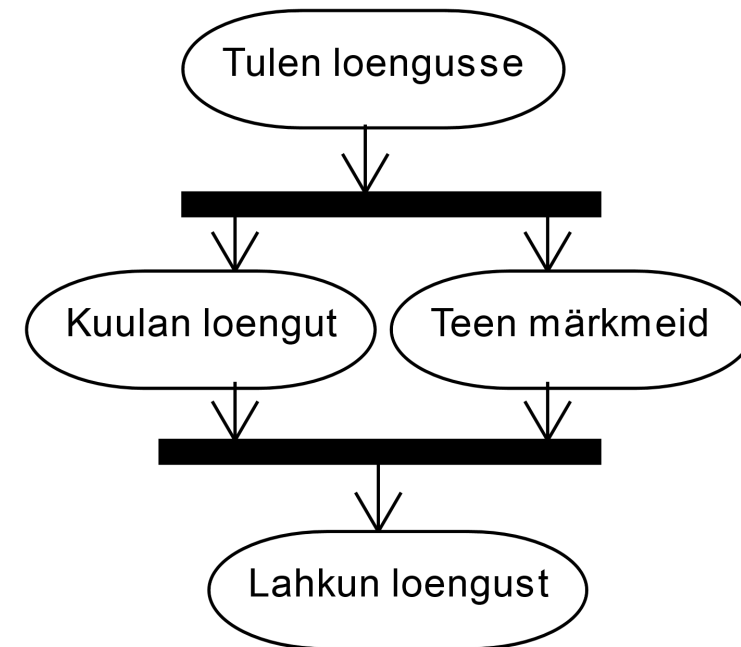 Tulen loengusse
Kuulan loengut
Teen märkmeid
Lahkun loengust